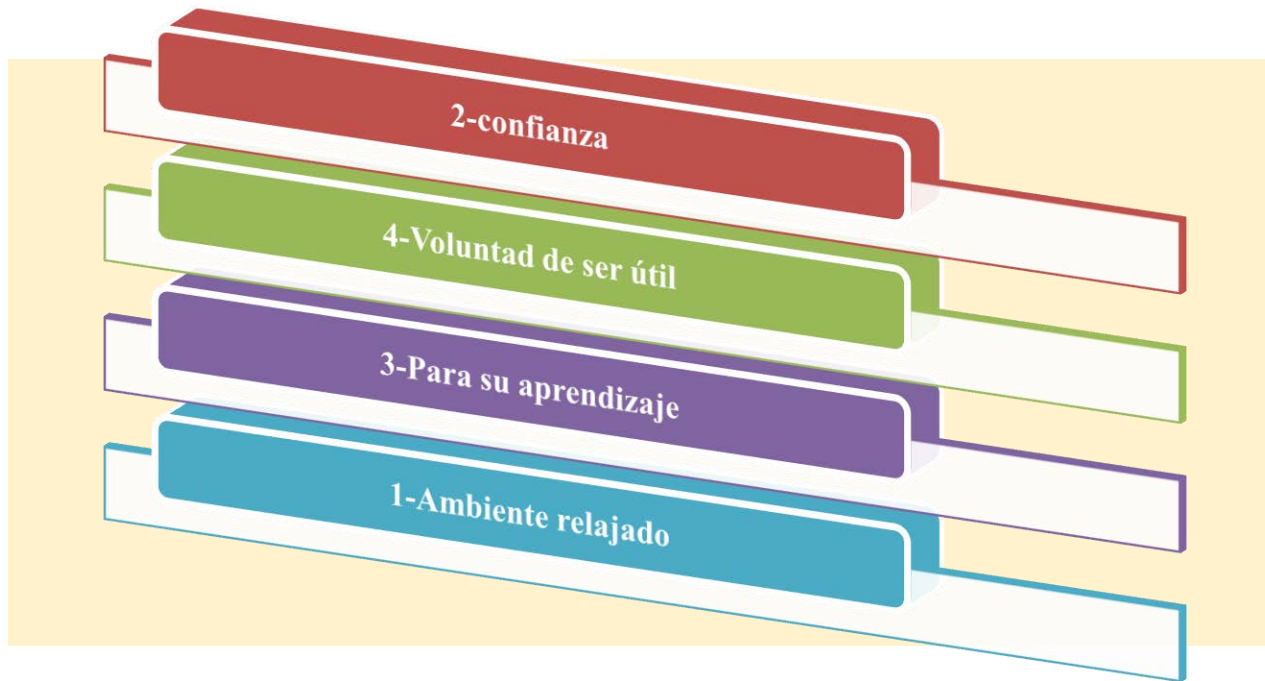 2-confianza
4-Voluntad de ser útil
3-Para su aprendizaje
1-Ambiente relajado